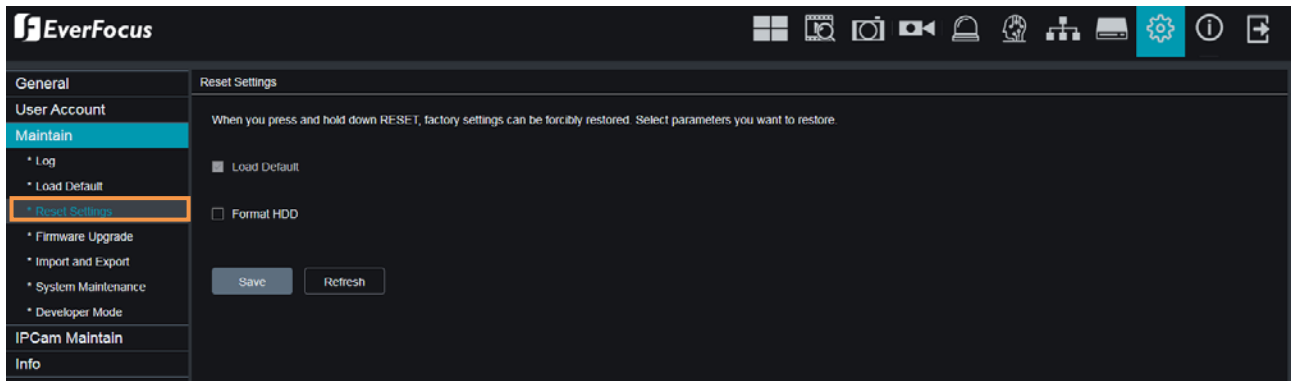 EverFocus
General
User Account
Maintain
* Log
* Load Default
* Reset Settings
* Firmware Upgrade
* Import and Export
* System Maintenance
* Developer Mode
IPCam Maintain
Info
Reset Settings
When you press and hold down RESET, factory settings can be forcibly restored. Select parameters you want to restore.
Load Default
Format HDD
Save Refresh